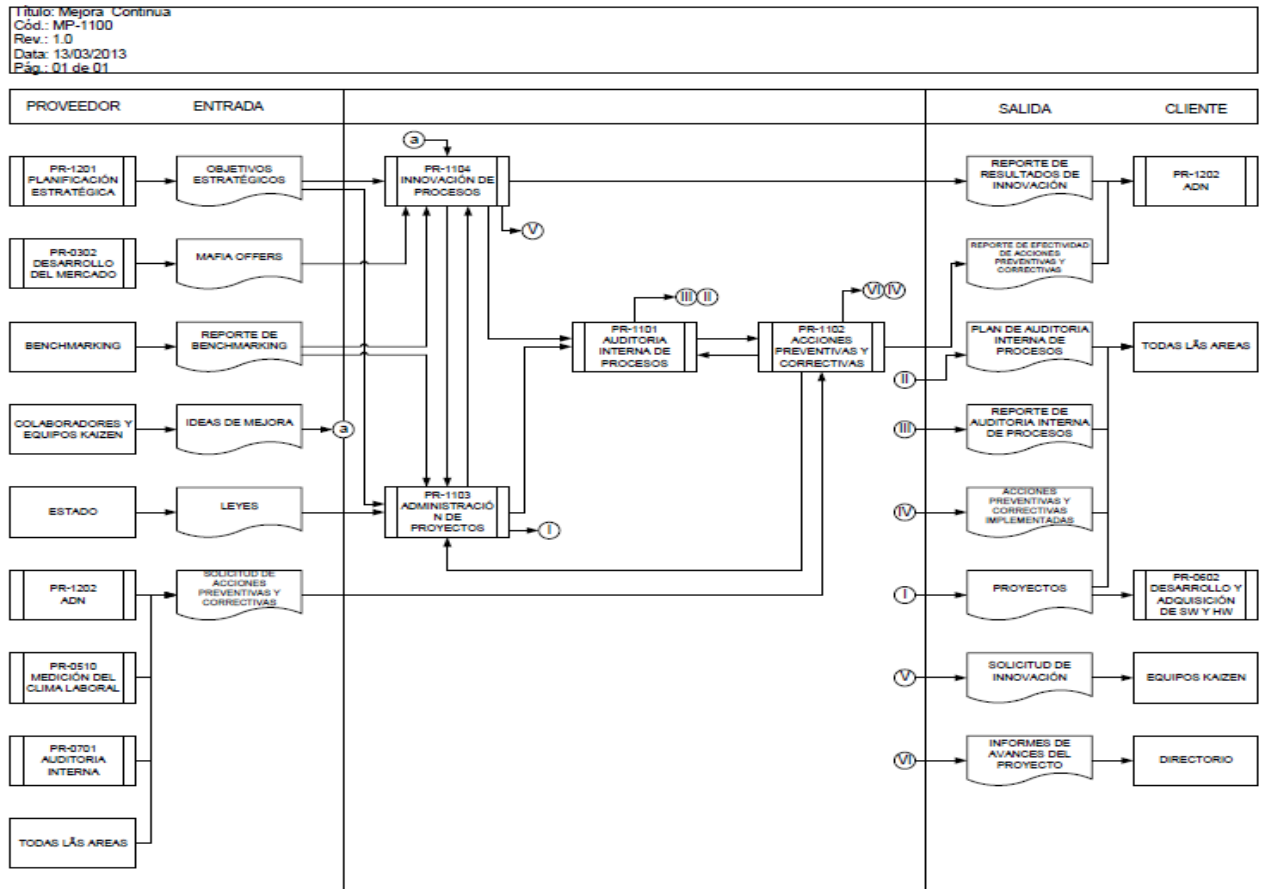 Título: Mejora Continua
Cód.: MP-1100
Rev.: 1.0
Data: 13/03/2013
Pág.: 01 de 01
PROVEEDOR
ENTRADA
SALIDA
CLIENTE
PR-1201
PLANIFICACIÓN
ESTRATÉGICA
OBJETIVOS
ESTRATÉGICOS
a
PR-1104
INNOVACIÓN DE
PROCESOS
V
REPORTE DE
RESULTADOS DE
INNOVACIÓN
PR-1202
ADN
PR-0302
DESARROLLO
DEL MERCADO
MAFIA OFFERS
REPORTE DE EFECTIVIDAD
DE ACCIONES
PREVENTIVAS Y
CORRECTIVAS
BENCHMARKING
REPORTE DE
BENCHMARKING
III
II
PR-1101
AUDITORIA
INTERNA DE
PROCESOS
VI
IV
PR-1102
ACCIONES
PREVENTIVAS Y
CORRECTIVAS
II
PLAN DE AUDITORIA
INTERNA DE
PROCESOS
TODAS LÃS AREAS
COLABORADORES Y
EQUIPOS KAIZEN
IDEAS DE MEJORA
a
III
REPORTE DE
AUDITORIA INTERNA
DE PROCESOS
ESTADO
LEYES
PR-1103
ADMINISTRACIÓ
N DE
PROYECTOS
I
IV
ACCIONES
PREVENTIVAS Y
CORRECTIVAS
IMPLEMENTADAS
PR-1202
ADN
SOLICITUD DE
ACCIONES
PREVENTIVAS Y
CORRECTIVAS
I
PROYECTOS
PR-0602
DESARROLLO Y
ADQUISICIÓN
DE SW Y HW
PR-0510
MEDICIÓN DEL
CLIMA LABORAL
V
SOLICITUD DE
INNOVACIÓN
EQUIPOS KAIZEN
PR-0701
AUDITORIA
INTERNA
VI
INFORMES DE
AVANCES DEL
PROYECTO
DIRECTORIO
TODAS LÃS AREAS